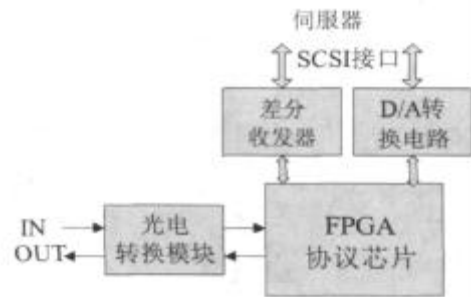 伺服器
SCSI接口
差分
收发器
D/A转
换电路
IN
OUT
光电
转换模块
FPGA
协议芯片